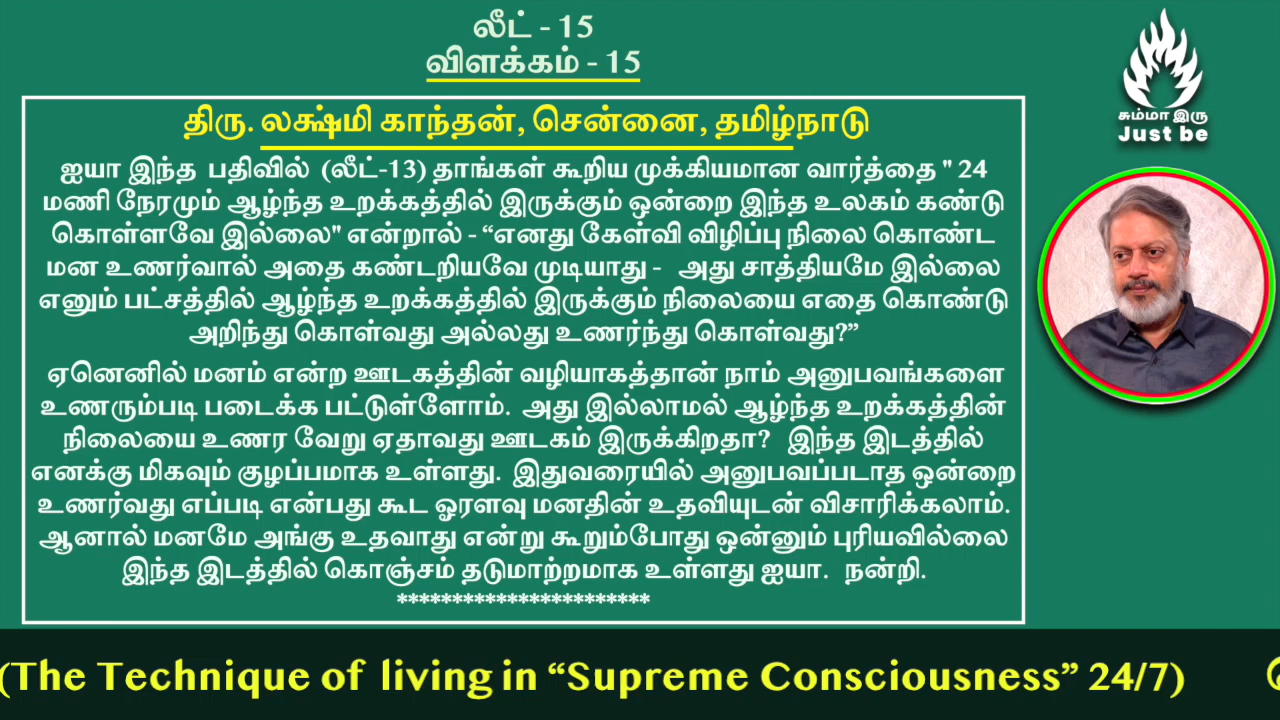 லீட் - 15
விளக்கம் - 15
சும்மா இரு
Just be
திரு. லக்ஷ்மி காந்தன், சென்னை, தமிழ்நாடு
ஐயா இந்த பதிவில் (லீட்-13) தாங்கள் கூறிய முக்கியமான வார்த்தை " 24
மணி நேரமும் ஆழ்ந்த உறக்கத்தில் இருக்கும் ஒன்றை இந்த உலகம் கண்டு
கொள்ளவே இல்லை" என்றால் - “எனது கேள்வி விழிப்பு நிலை கொண்ட
மன உணர்வால் அதை கண்டறியவே முடியாது - அது சாத்தியமே இல்லை
எனும் பட்சத்தில் ஆழ்ந்த உறக்கத்தில் இருக்கும் நிலையை எதை கொண்டு
அறிந்து கொள்வது அல்லது உணர்ந்து கொள்வது?”
ஏனெனில் மனம் என்ற ஊடகத்தின் வழியாகத்தான் நாம் அனுபவங்களை
உணரும்படி படைக்க பட்டுள்ளோம். அது இல்லாமல் ஆழ்ந்த உறக்கத்தின்
நிலையை உணர வேறு ஏதாவது ஊடகம் இருக்கிறதா? இந்த இடத்தில்
எனக்கு மிகவும் குழப்பமாக உள்ளது. இதுவரையில் அனுபவப்படாத ஒன்றை
உணர்வது எப்படி என்பது கூட ஓரளவு மனதின் உதவியுடன் விசாரிக்கலாம்.
ஆனால் மனமே அங்கு உதவாது என்று கூறும்போது ஒன்னும் புரியவில்லை
இந்த இடத்தில் கொஞ்சம் தடுமாற்றமாக உள்ளது ஐயா. நன்றி.
***********************
(The Technique of living in “Supreme Consciousness” 24/7)